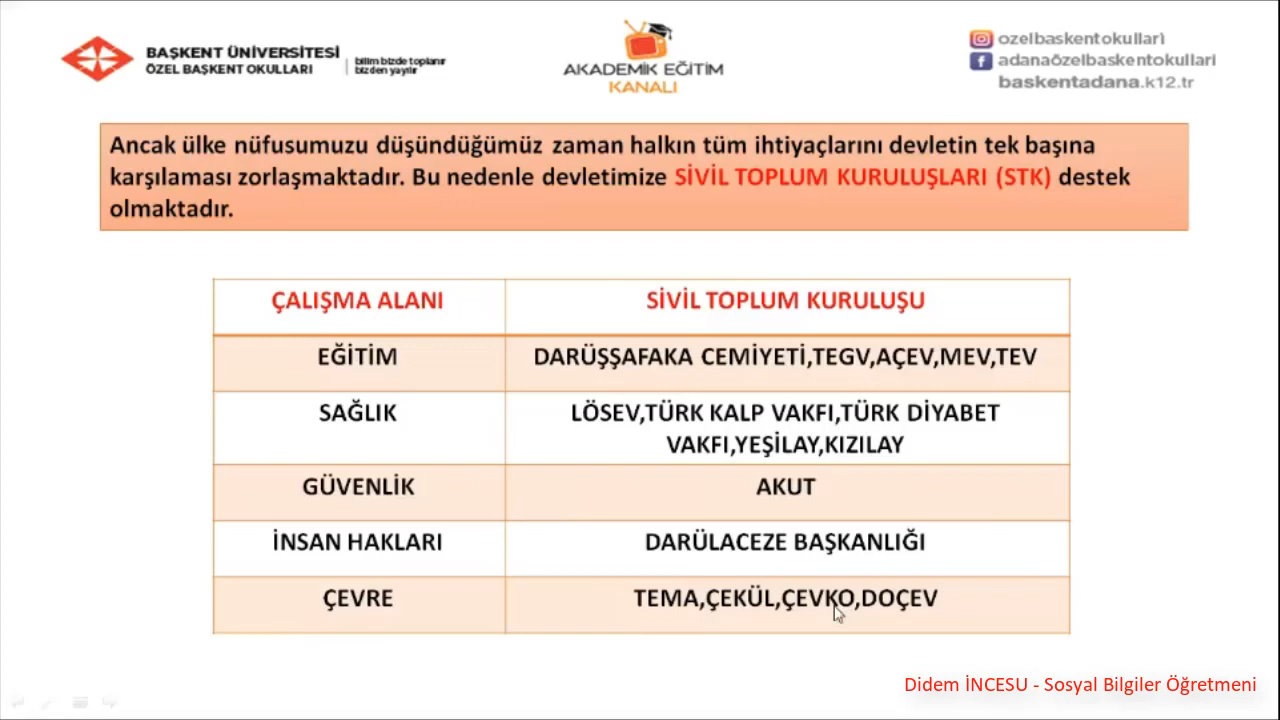 BAŞKENT ÜNİVERSİTESİ
ÖZEL BAŞKENT OKULLARI
bilim bizde toplanır
bizden yayılır
AKADEMİK EĞİTİM
KANALI
ozelbaskentokullari
adanaözelbaskentokullari
baskentadana.k12.tr
Ancak ülke nüfusumuzu düşündüğümüz zaman halkın tüm ihtiyaçlarını devletin tek başına
karşılaması zorlaşmaktadır. Bu nedenle devletimize SİVİL TOPLUM KURULUŞLARI (STK) destek
olmaktadır.
ÇALIŞMA ALANI SİVİL TOPLUM KURULUŞU
EĞİTİM DARÜŞŞAFAKA CEMİYETİ,TEGV,AÇEV,MEV,TEV
SAĞLIK LÖSEV,TÜRK KALP VAKFI,TÜRK DİYABET
VAKFI,YEŞİLAY,KIZILAY
GÜVENLİK AKUT
İNSAN HAKLARI DARÜLACEZE BAŞKANLIĞI
ÇEVRE TEMA,ÇEKÜL,ÇEVKO,DOÇEV
Didem İNCESU - Sosyal Bilgiler Öğretmeni